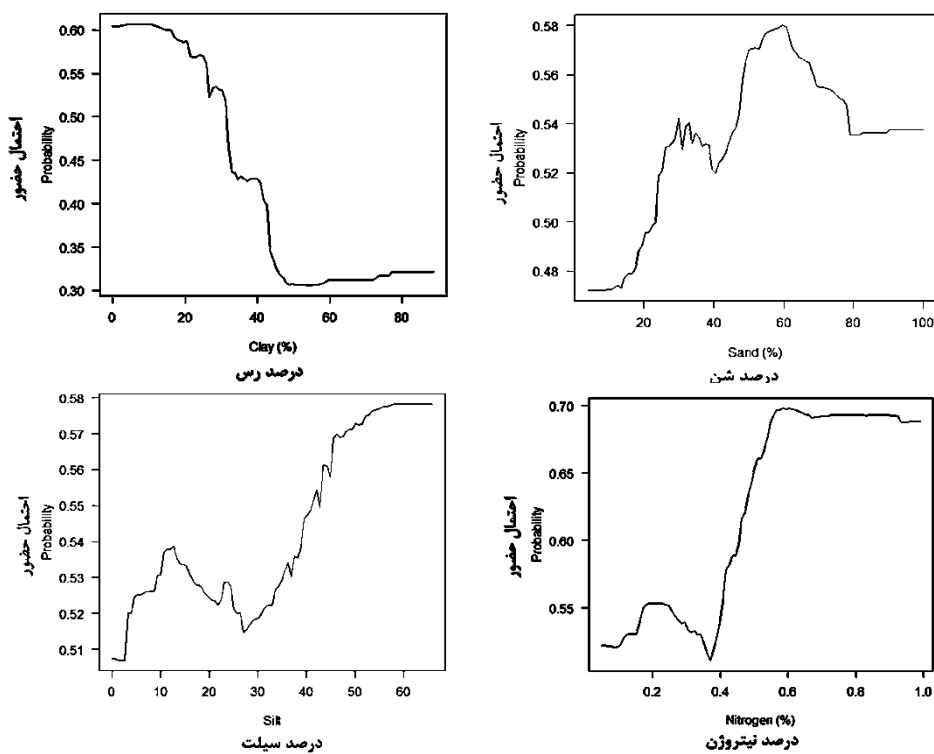 0.60
0.55
0.50
0.45
0.40
0.35
0.30
احتمال حضور
Probability
0
20
40
60
80
Clay (%)
درصد رس
0.58
0.56
0.54
0.52
0.50
0.48
احتمال حضور
Probability
20
40
60
80
100
Sand (%)
درصد شن
0.58
0.57
0.56
0.55
0.54
0.53
0.52
0.51
احتمال حضور
Probability
0
10
20
30
40
50
60
Silt
درصد سیلت
0.70
0.65
0.60
0.55
احتمال حضور
Probability
0.2
0.4
0.6
0.8
1.0
Nitrogen (%)
درصد نیتروژن